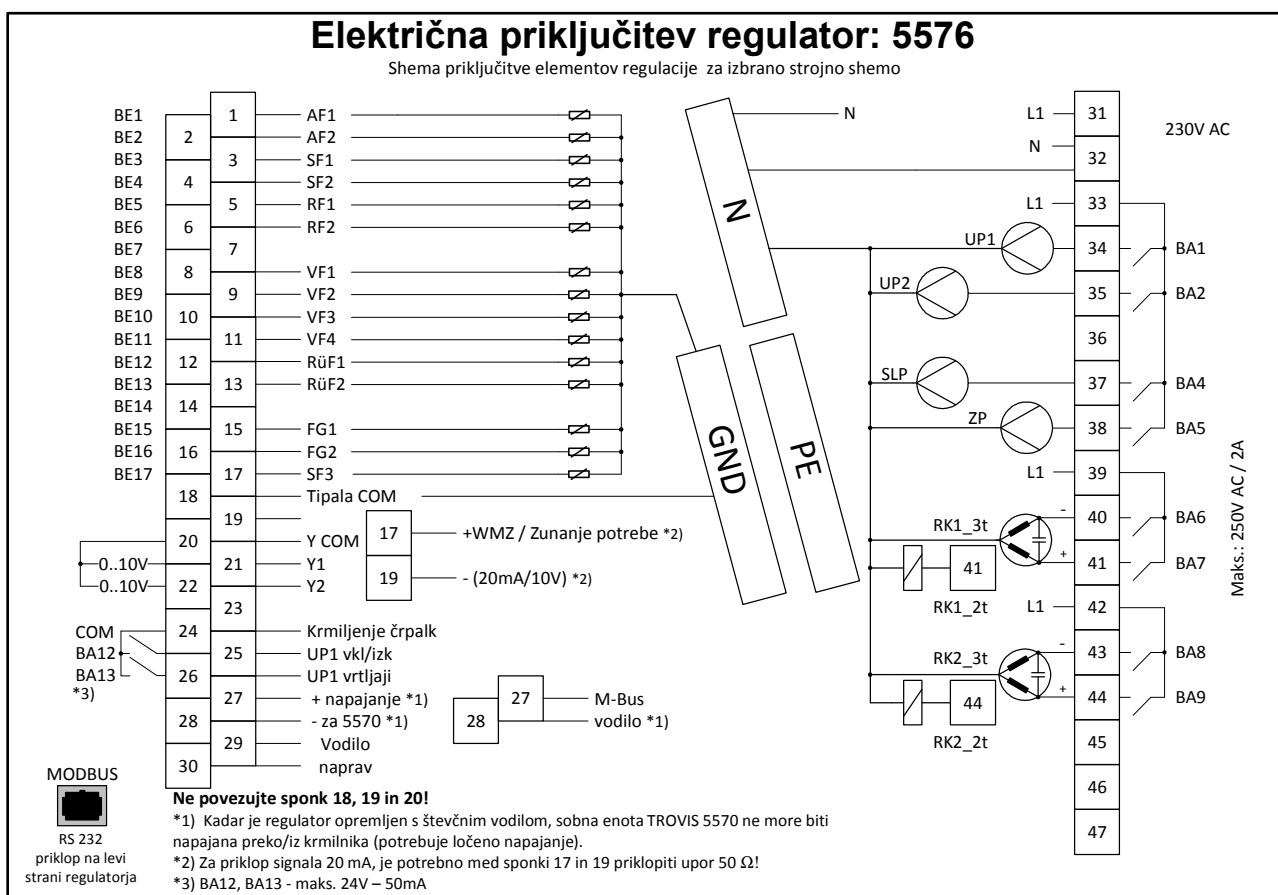 Električna priključitev regulator: 5576
Shema priključitve elementov regulacije za izbrano strojno shemo
BE1 1 AF1
BE2 2 AF2
BE3 3 SF1
BE4 4 SF2
BE5 5 RF1
BE6 6 RF2
BE7 7
BE8 8 VF1
BE9 9 VF2
BE10 10 VF3
BE11 11 VF4
BE12 12 RüF1
BE13 13 RüF2
BE14 14
BE15 15 FG1
BE16 16 FG2
BE17 17 SF3
18 Tipala COM
19
20 Y COM
0..10V 21 Y1
0..10V 22 Y2
23
COM 24 Krmiljenje črpalk
BA12 25 UP1 vkl/izk
BA13 26 UP1 vrtljaji
*3)
27 + napajanje *1)
28 - za 5570 *1)
29 Vodilo
30 naprav
17 +WMZ / Zunanje potrebe *2)
19 - (20mA/10V) *2)
27 M-Bus
28 vodilo *1)
N
GND
PE
N
L1 31
230V AC
N 32
L1 33
UP1 34 BA1
UP2 35 BA2
36
SLP 37 BA4
ZP 38 BA5
L1 39
RK1_3t - 40 BA6
+ 41 BA7
41
RK1_2t
L1 42
RK2_3t - 43 BA8
+ 44 BA9
44
RK2_2t
45
46
47
Maks.: 250V AC / 2A
MODBUS
RS 232
priklop na levi
strani regulatorja
Ne povezujte sponk 18, 19 in 20!
*1) Kadar je regulator opremljen s števčnim vodilom, sobna enota TROVIS 5570 ne more biti
napajana preko/iz krmilnika (potrebuje ločeno napajanje).
*2) Za priklop signala 20 mA, je potrebno med sponki 17 in 19 priklopiti upor 50 Ω!
*3) BA12, BA13 - maks. 24V – 50mA